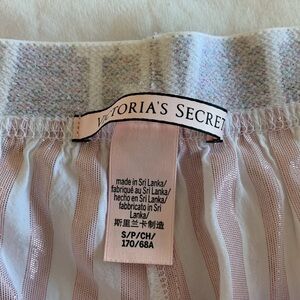 VICTORIA'S SECRET
made in Sri Lanka/
fabriqué au Sri Lanka/
hecho en Sri Lanka/
fabbricato in Sri
Lanka/
斯里兰卡制造
S/P/CH/
170/68A